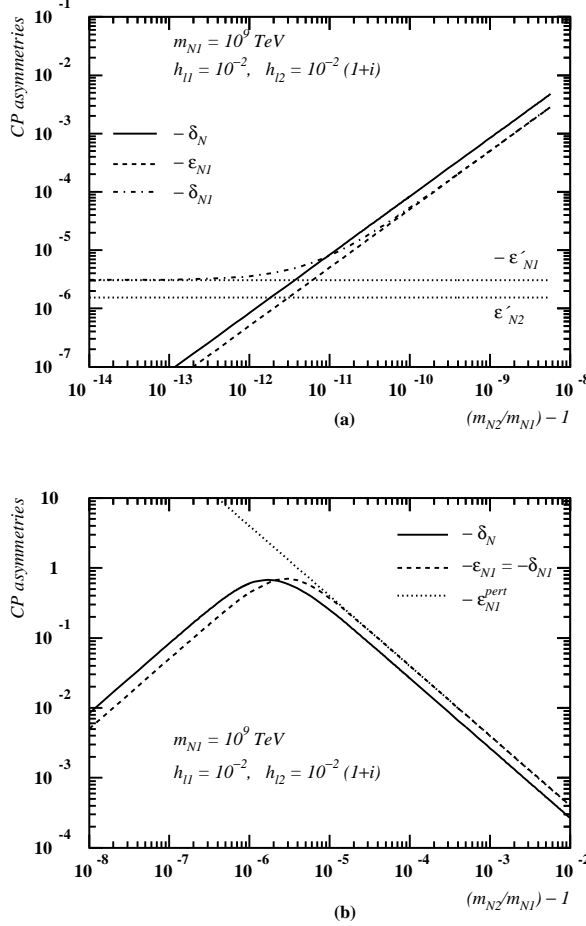 CP asymmetries
10 -1
10 -2
10 -3
10 -4
10 -5
10 -6
10 -7
m_N1 = 10^9 TeV
h_l1 = 10^-2, h_l2 = 10^-2 (1+i)
− δ_N
− ε_N1
− δ_N1
− ε´_N1
ε´_N2
10 -14 10 -13 10 -12 10 -11 10 -10 10 -9 10 -8
(a) (m_N2/m_N1) − 1
CP asymmetries
10
1
10 -1
10 -2
10 -3
10 -4
− δ_N
−ε_N1 = −δ_N1
− ε_N1^pert
m_N1 = 10^9 TeV
h_l1 = 10^-2, h_l2 = 10^-2 (1+i)
10 -8 10 -7 10 -6 10 -5 10 -4 10 -3 10 -2
(m_N2/m_N1) − 1
(b)